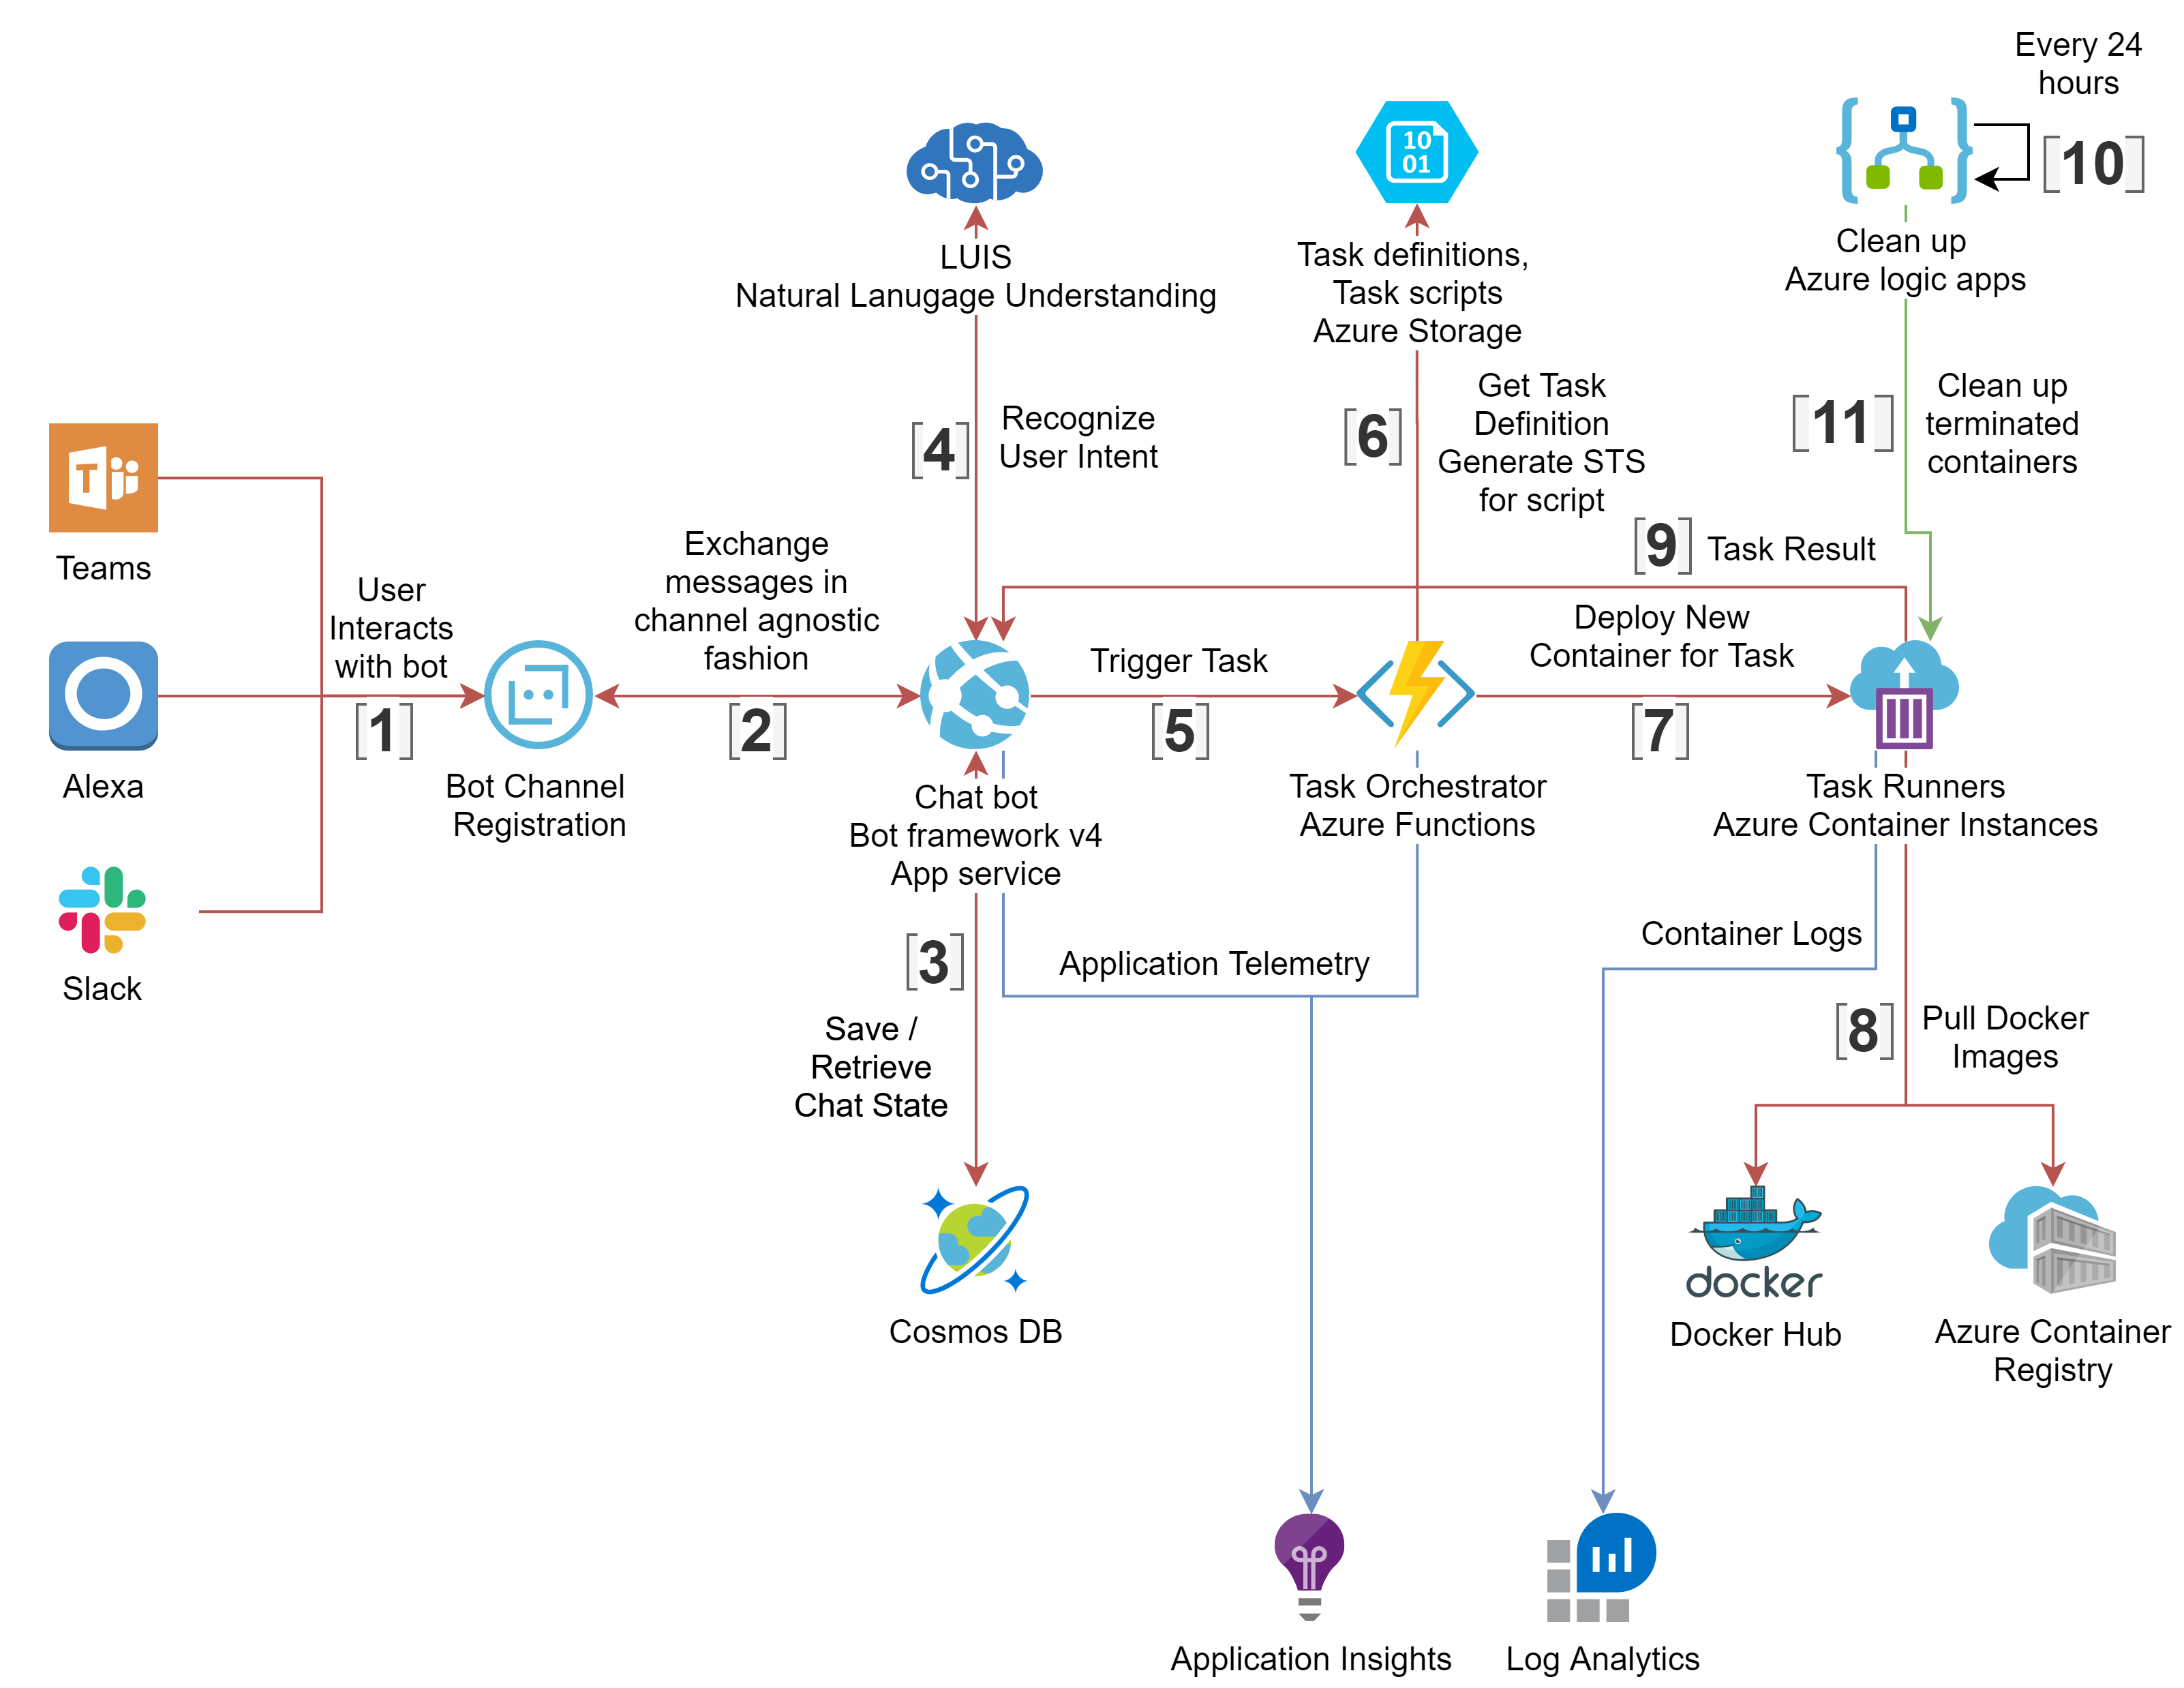 Every 24
hours
[10]
10
01
LUIS
Natural Lanugage Understanding
Task definitions,
Task scripts
Azure Storage
Clean up
Azure logic apps
[4]
Recognize
User Intent
[6]
Get Task
Definition
Generate STS
for script
[11]
Clean up
terminated
containers
T
Teams
User
Interacts
with bot
[1]
Exchange
messages in
channel agnostic
fashion
[2]
[9]
Task Result
Trigger Task
[5]
Deploy New
Container for Task
[7]
Alexa
Bot Channel
Registration
Chat bot
Bot framework v4
App service
Task Orchestrator
Azure Functions
Task Runners
Azure Container Instances
Slack
[3]
Save /
Retrieve
Chat State
Application Telemetry
Container Logs
[8]
Pull Docker
Images
Cosmos DB
docker
Docker Hub
Azure Container
Registry
Application Insights
Log Analytics